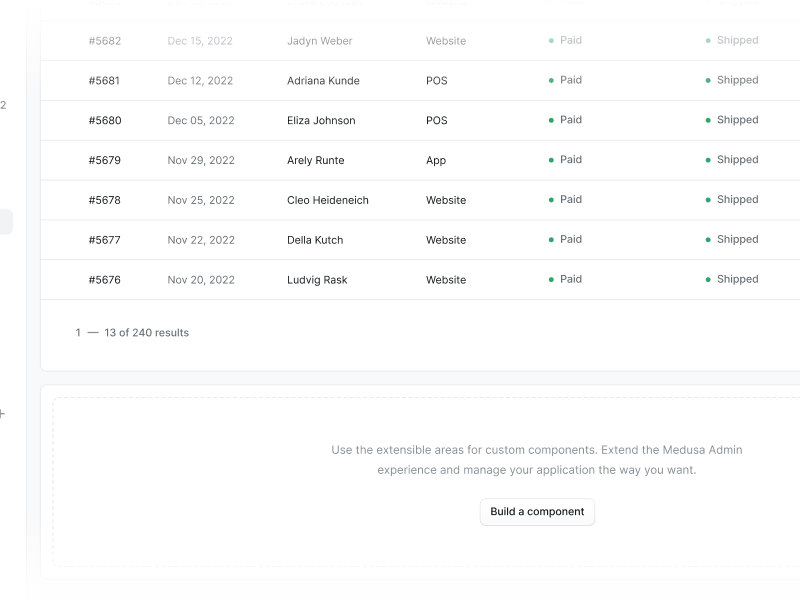 #5682 Dec 15, 2022 Jadyn Weber Website Paid Shipped
#5681 Dec 12, 2022 Adriana Kunde POS Paid Shipped
2
#5680 Dec 05, 2022 Eliza Johnson POS Paid Shipped
#5679 Nov 29, 2022 Arely Runte App Paid Shipped
#5678 Nov 25, 2022 Cleo Heideneich Website Paid Shipped
#5677 Nov 22, 2022 Della Kutch Website Paid Shipped
#5676 Nov 20, 2022 Ludvig Rask Website Paid Shipped
1 — 13 of 240 results
Use the extensible areas for custom components. Extend the Medusa Admin
experience and manage your application the way you want.
Build a component